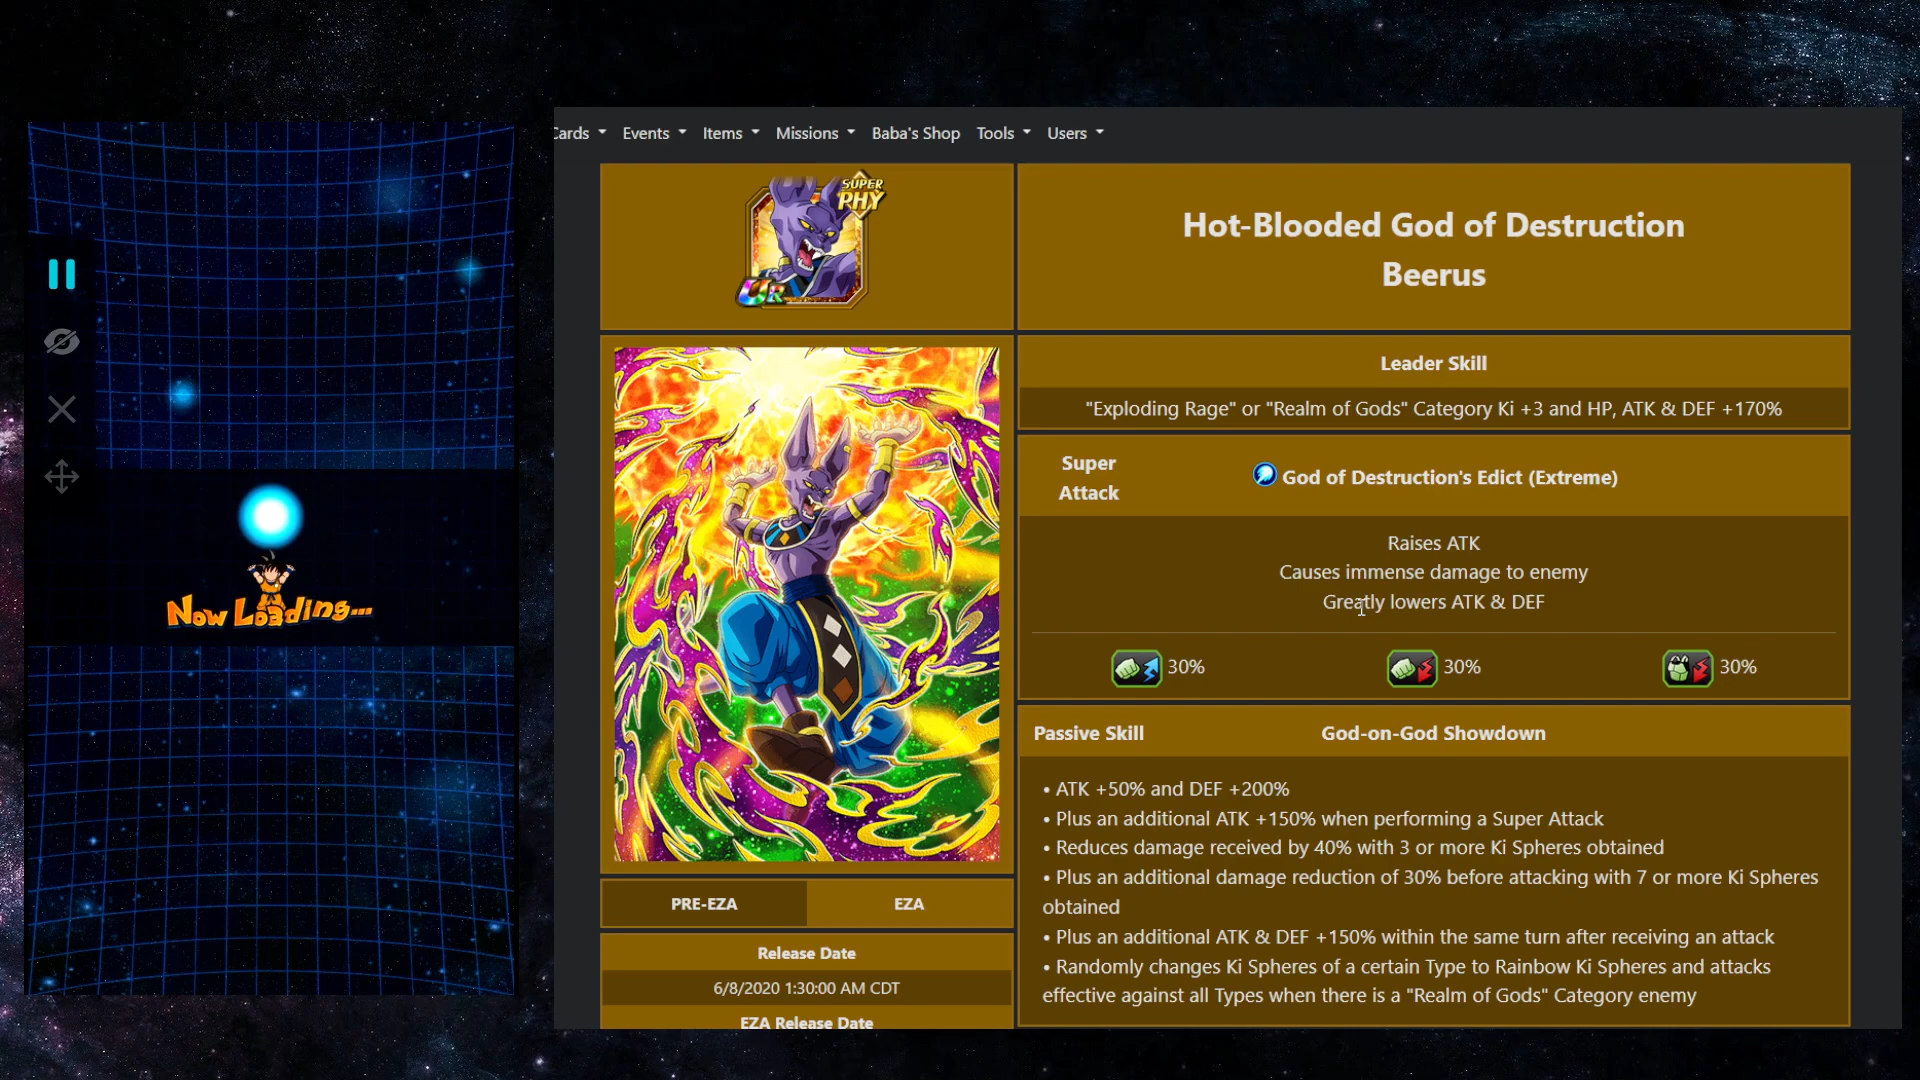 Cards
Events
Items
Missions
Baba's Shop
Tools
Users
SUPER
PHY
UR
Hot-Blooded God of Destruction
Beerus
Leader Skill
"Exploding Rage" or "Realm of Gods" Category Ki +3 and HP, ATK & DEF +170%
Super
Attack
God of Destruction's Edict (Extreme)
Raises ATK
Causes immense damage to enemy
Greatly lowers ATK & DEF
30%
30%
30%
Now Loading...
Passive Skill
God-on-God Showdown
• ATK +50% and DEF +200%
• Plus an additional ATK +150% when performing a Super Attack
• Reduces damage received by 40% with 3 or more Ki Spheres obtained
• Plus an additional damage reduction of 30% before attacking with 7 or more Ki Spheres
obtained
• Plus an additional ATK & DEF +150% within the same turn after receiving an attack
• Randomly changes Ki Spheres of a certain Type to Rainbow Ki Spheres and attacks
effective against all Types when there is a "Realm of Gods" Category enemy
PRE-EZA
EZA
Release Date
6/8/2020 1:30:00 AM CDT
EZA Release Date